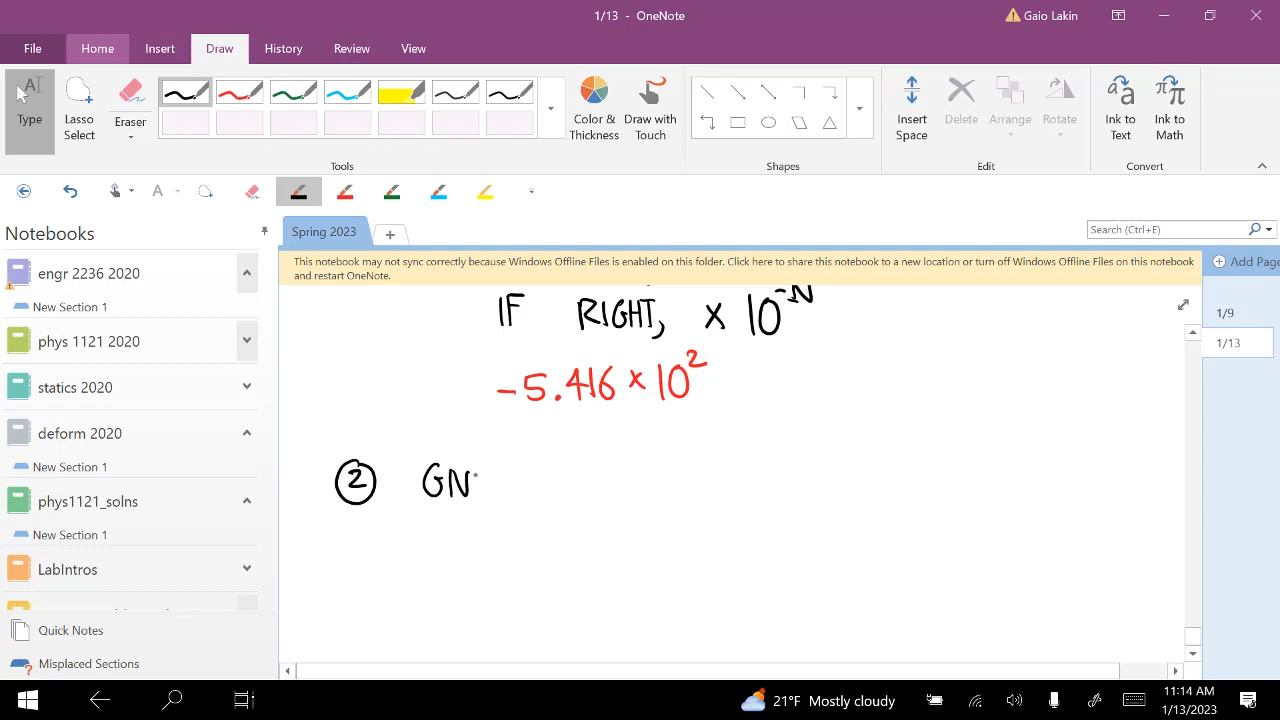 1/13 - OneNote
Gaio Lakin
File Home Insert Draw History Review View
Type
Lasso Select
Eraser
Color & Thickness
Draw with Touch
Insert Space
Delete
Arrange
Rotate
Ink to Text
Ink to Math
Tools
Shapes
Edit
Convert
Notebooks
Spring 2023
Search (Ctrl+E)
This notebook may not sync correctly because Windows Offline Files is enabled on this folder. Click here to share this notebook to a new location or turn off Windows Offline Files on this notebook
and restart OneNote.
Add Page
engr 2236 2020
New Section 1
phys 1121 2020
statics 2020
deform 2020
New Section 1
phys1121_solns
New Section 1
LabIntros
Quick Notes
Misplaced Sections
IF RIGHT, × 10^-N
-5.416 × 10^2
② GN
1/9
1/13
21°F Mostly cloudy
11:14 AM
1/13/2023